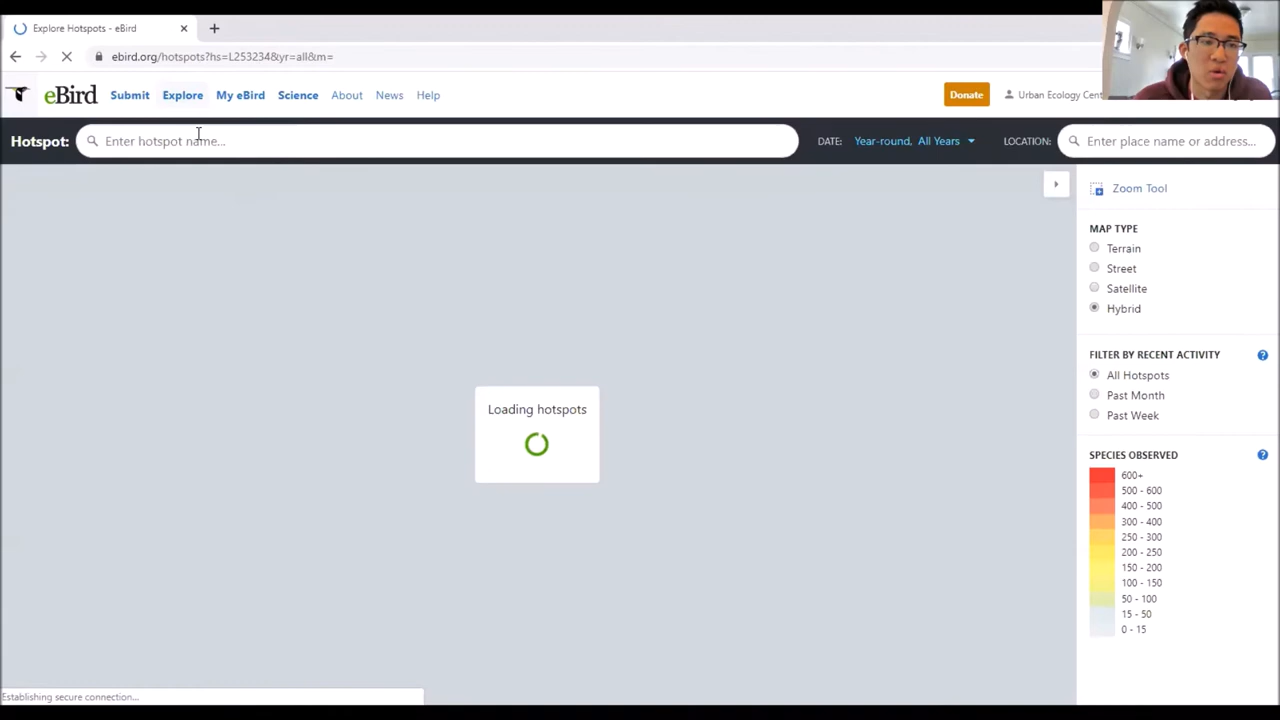 Explore Hotspots - eBird
ebird.org/hotspots?hs=L253234&yr=all&m=
eBird Submit Explore My eBird Science About News Help Donate Urban Ecology Cent
Hotspot: Enter hotspot name... DATE: Year-round, All Years LOCATION: Enter place name or address...
Zoom Tool
MAP TYPE
Terrain
Street
Satellite
Hybrid
FILTER BY RECENT ACTIVITY ?
All Hotspots
Past Month
Past Week
Loading hotspots
SPECIES OBSERVED ?
600+
500 - 600
400 - 500
300 - 400
250 - 300
200 - 250
150 - 200
100 - 150
50 - 100
15 - 50
0 - 15
Establishing secure connection...